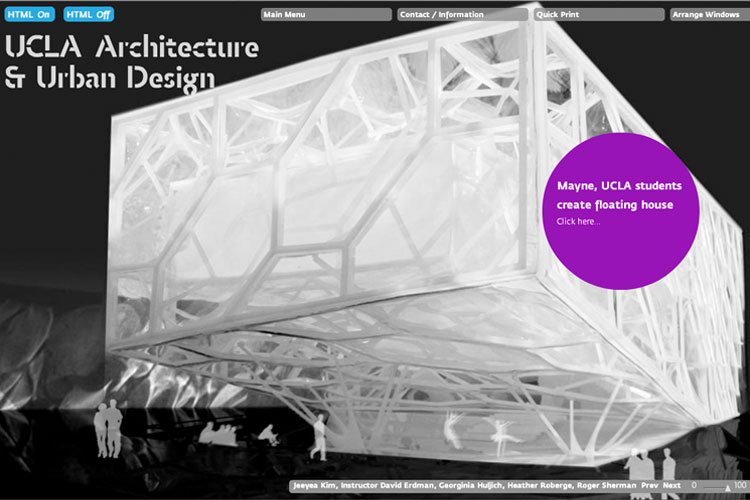 HTML On
HTML Off
Main Menu
Contact / Information
Quick Print
Arrange Windows
UCLA Architecture
& Urban Design
Mayne, UCLA students
create floating house
Click here...
Jeeyea Kim, Instructor David Erdman, Georginia Huljich, Heather Roberge, Roger Sherman Prev Next 0 100